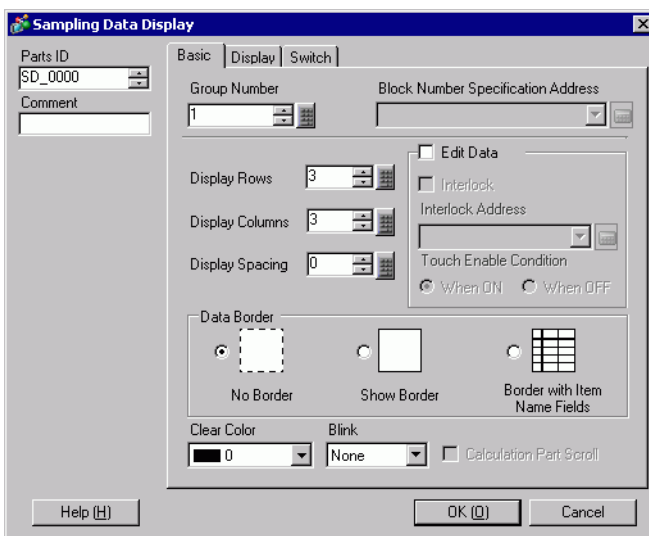 Sampling Data Display
Parts ID
SD_0000
Comment
Basic
Display
Switch
Group Number
1
Block Number Specification Address
Display Rows
3
Display Columns
3
Display Spacing
0
Edit Data
Interlock
Interlock Address
Touch Enable Condition
When ON
When OFF
Data Border
No Border
Show Border
Border with Item
Name Fields
Clear Color
0
Blink
None
Calculation Part Scroll
Help (H)
OK (O)
Cancel